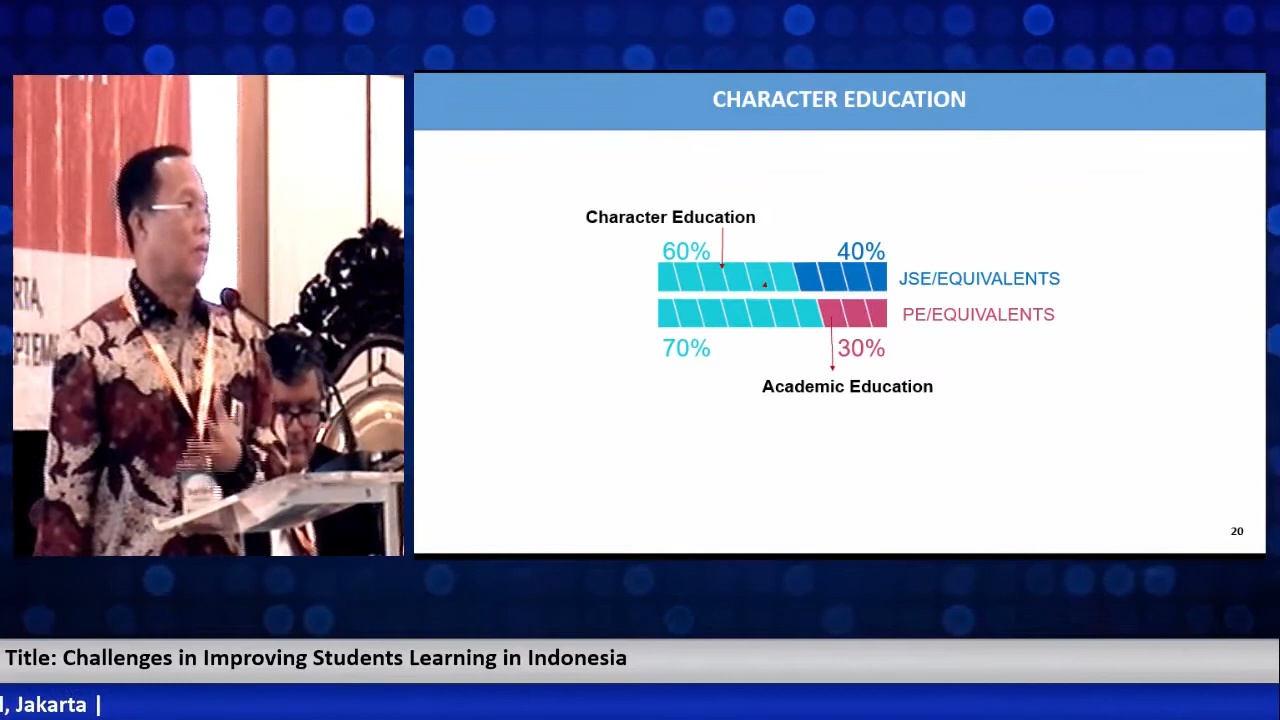 CHARACTER EDUCATION
Character Education
60% 40%
JSE/EQUIVALENTS
PE/EQUIVALENTS
70% 30%
Academic Education
20
Title: Challenges in Improving Students Learning in Indonesia
, Jakarta |